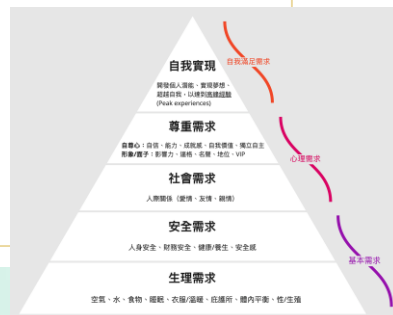 自我實現
開發個人潛能、實現夢想、
超越自我，以達到高峰經驗
(Peak experiences)
自我滿足需求
尊重需求
自尊心：自信、能力、成就感、自我價值、獨立自主
形象/面子：影響力、謳格、名聲、地位、VIP
心理需求
社會需求
人際關係（愛情、友情、親情）
安全需求
人身安全、財務安全、健康/養生、安全感
基本需求
生理需求
空氣、水、食物、睡眠、衣服/溫暖、庇護所、體內平衡、性/生殖